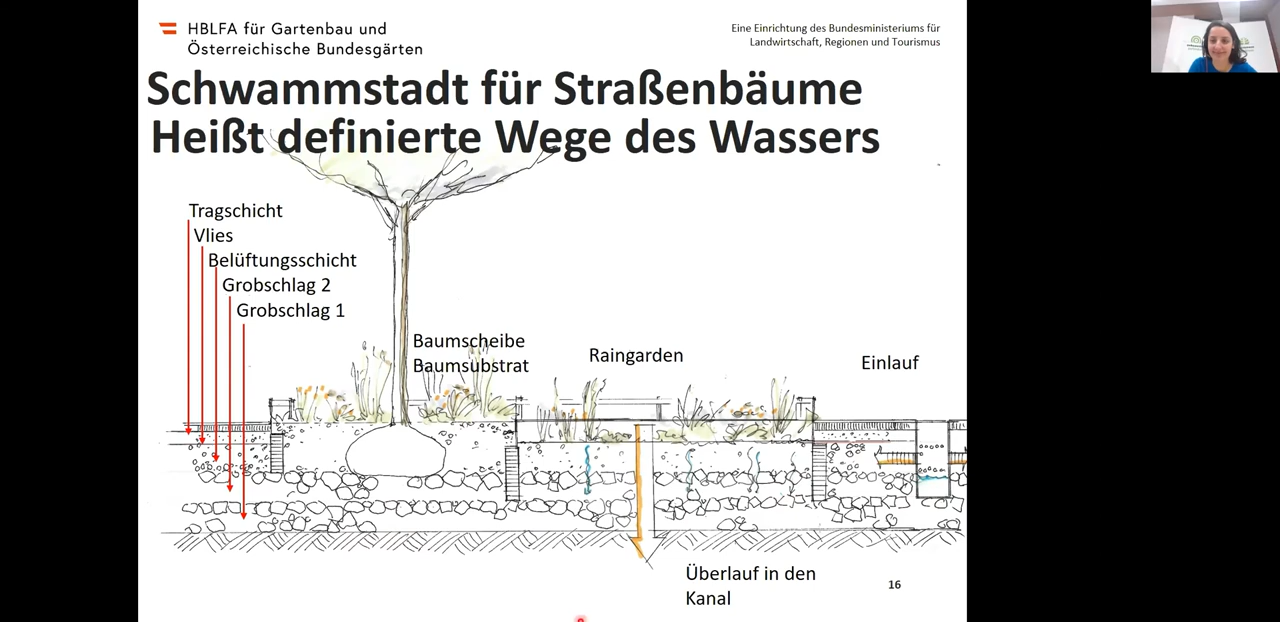 HBLFA für Gartenbau und
Österreichische Bundesgärten
Eine Einrichtung des Bundesministeriums für
Landwirtschaft, Regionen und Tourismus
Schwammstadt für Straßenbäume
Heißt definierte Wege des Wassers
Tragschicht
Vlies
Belüftungsschicht
Grobschlag 2
Grobschlag 1
Baumscheibe
Baumsubstrat
Raingarden
Einlauf
Überlauf in den
Kanal
16